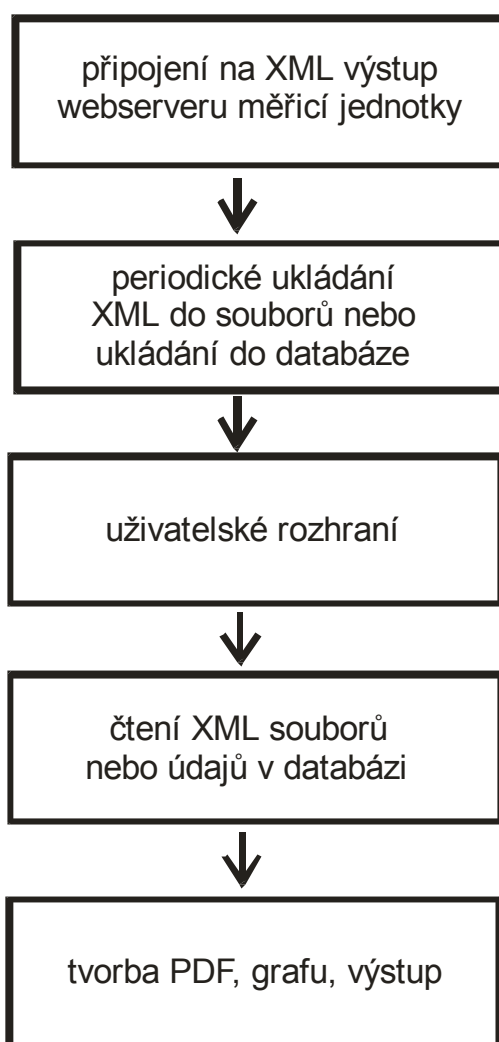 připojení na XML výstup
webserveru měřicí jednotky
periodické ukládání
XML do souborů nebo
ukládání do databáze
uživatelské rozhraní
čtení XML souborů
nebo údajů v databázi
tvorba PDF, grafu, výstup